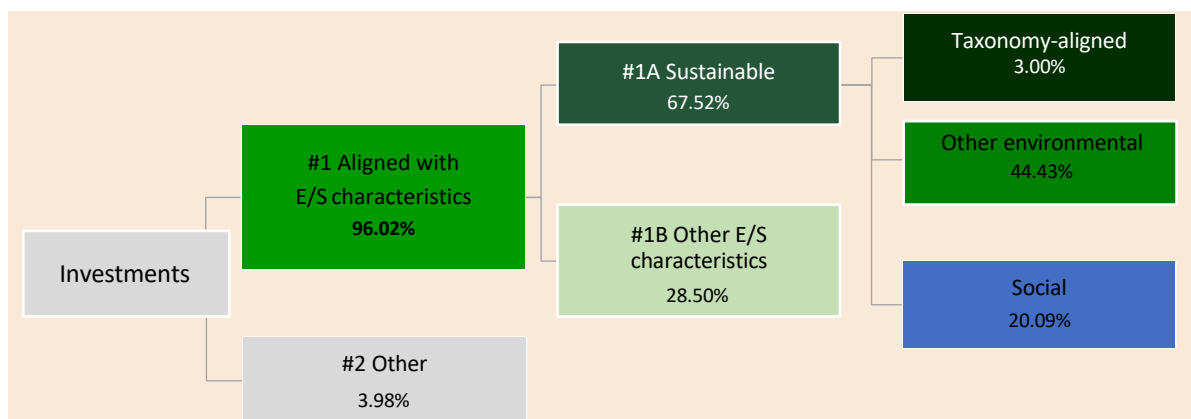 Investments
#1 Aligned with
E/S characteristics
96.02%
#2 Other
3.98%
#1A Sustainable
67.52%
#1B Other E/S
characteristics
28.50%
Taxonomy-aligned
3.00%
Other environmental
44.43%
Social
20.09%